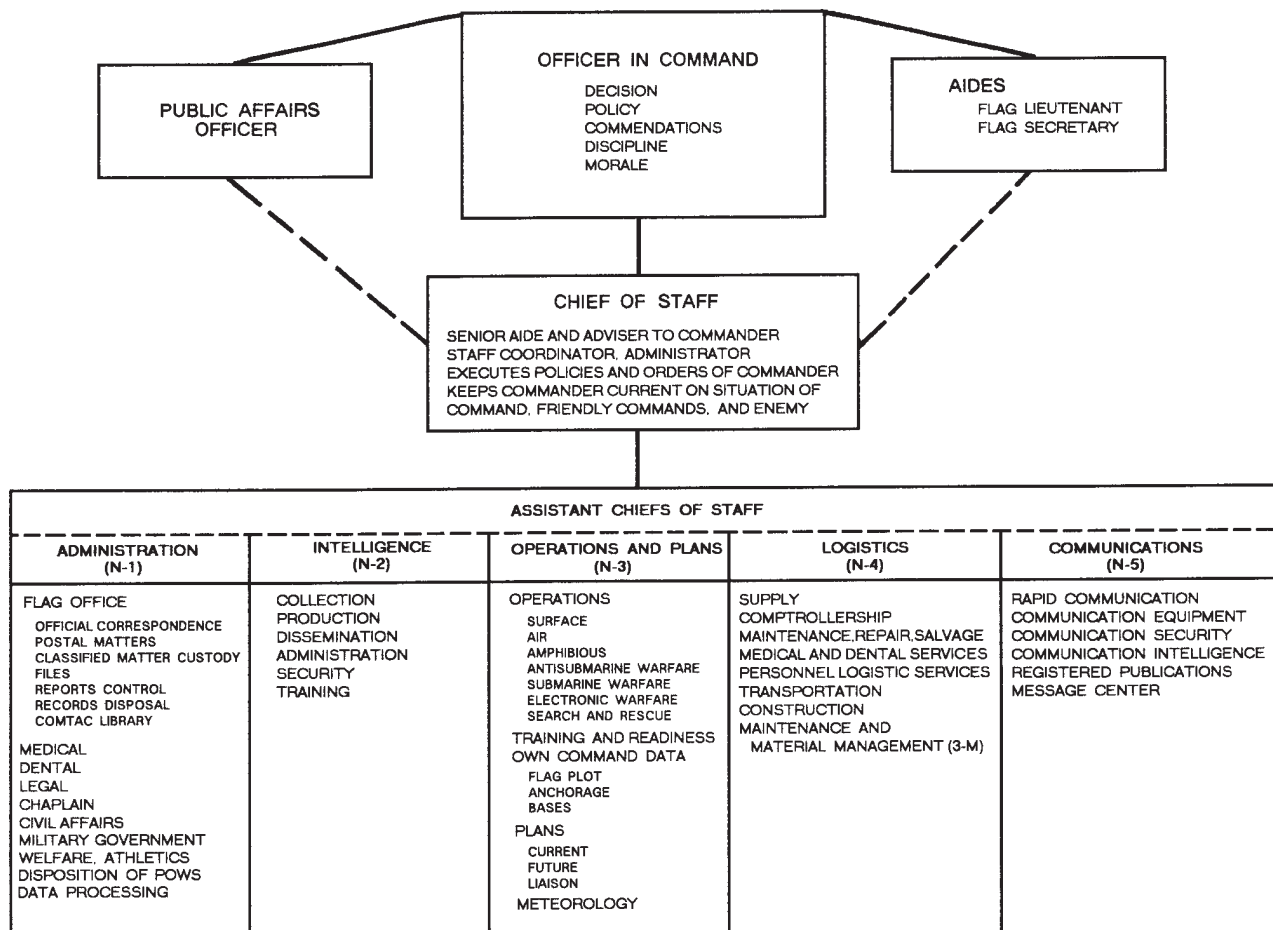 OFFICER IN COMMAND
DECISION
POLICY
COMMENDATIONS
DISCIPLINE
MORALE
PUBLIC AFFAIRS
OFFICER
AIDES
FLAG LIEUTENANT
FLAG SECRETARY
CHIEF OF STAFF
SENIOR AIDE AND ADVISER TO COMMANDER
STAFF COORDINATOR, ADMINISTRATOR
EXECUTES POLICIES AND ORDERS OF COMMANDER
KEEPS COMMANDER CURRENT ON SITUATION OF
COMMAND, FRIENDLY COMMANDS, AND ENEMY
ASSISTANT CHIEFS OF STAFF
ADMINISTRATION
(N-1)
FLAG OFFICE
OFFICIAL CORRESPONDENCE
POSTAL MATTERS
CLASSIFIED MATTER CUSTODY
FILES
REPORTS CONTROL
RECORDS DISPOSAL
COMTAC LIBRARY
MEDICAL
DENTAL
LEGAL
CHAPLAIN
CIVIL AFFAIRS
MILITARY GOVERNMENT
WELFARE, ATHLETICS
DISPOSITION OF POWS
DATA PROCESSING
INTELLIGENCE
(N-2)
COLLECTION
PRODUCTION
DISSEMINATION
ADMINISTRATION
SECURITY
TRAINING
OPERATIONS AND PLANS
(N-3)
OPERATIONS
SURFACE
AIR
AMPHIBIOUS
ANTISUBMARINE WARFARE
SUBMARINE WARFARE
ELECTRONIC WARFARE
SEARCH AND RESCUE
TRAINING AND READINESS
OWN COMMAND DATA
FLAG PLOT
ANCHORAGE
BASES
PLANS
CURRENT
FUTURE
LIAISON
METEOROLOGY
LOGISTICS
(N-4)
SUPPLY
COMPTROLLERSHIP
MAINTENANCE,REPAIR,SALVAGE
MEDICAL AND DENTAL SERVICES
PERSONNEL LOGISTIC SERVICES
TRANSPORTATION
CONSTRUCTION
MAINTENANCE AND
MATERIAL MANAGEMENT (3-M)
COMMUNICATIONS
(N-5)
RAPID COMMUNICATION
COMMUNICATION EQUIPMENT
COMMUNICATION SECURITY
COMMUNICATION INTELLIGENCE
REGISTERED PUBLICATIONS
MESSAGE CENTER